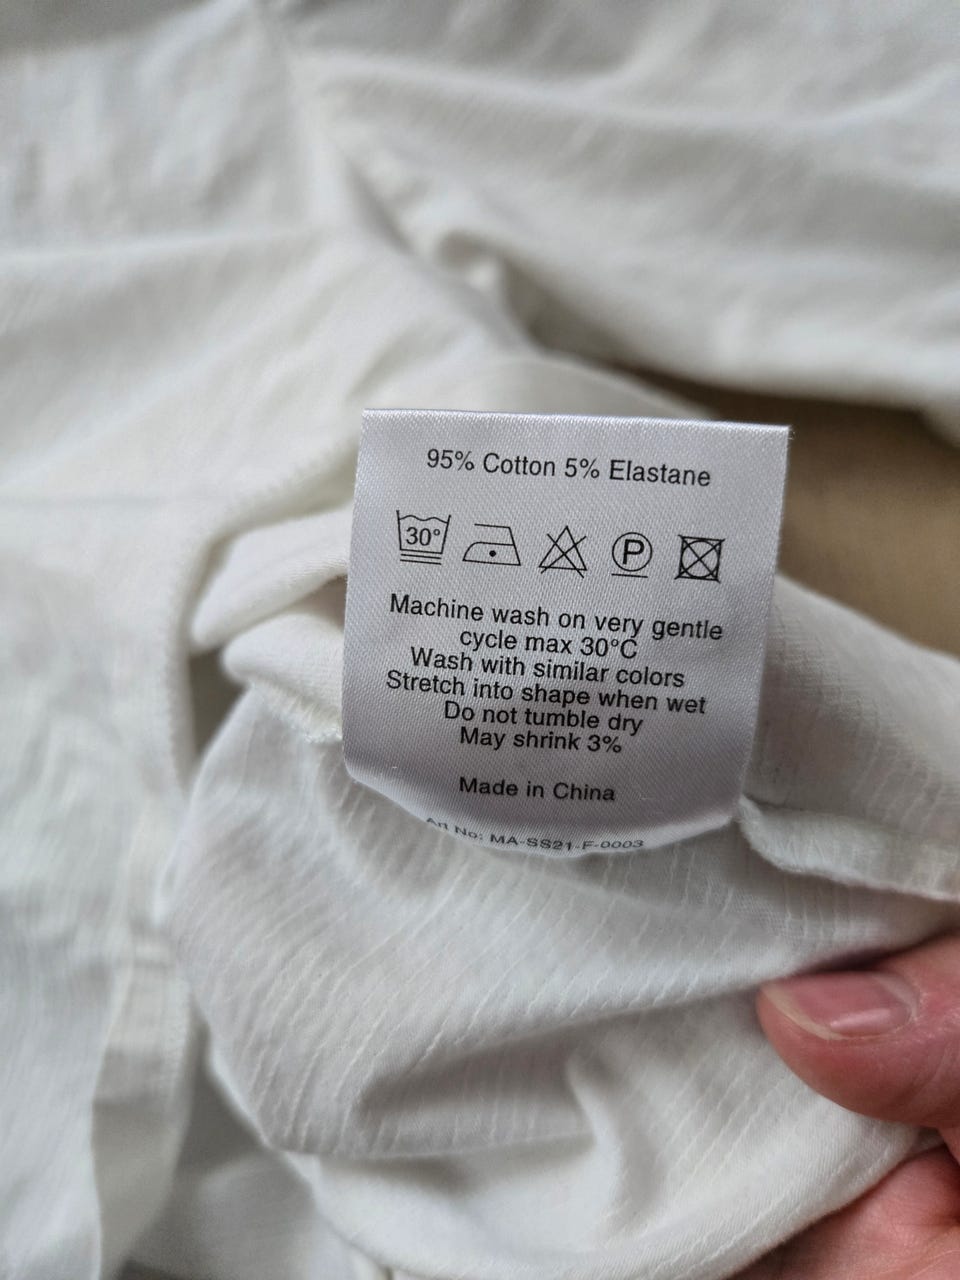 95% Cotton 5% Elastane
30° P
Machine wash on very gentle
cycle max 30°C
Wash with similar colors
Stretch into shape when wet
Do not tumble dry
May shrink 3%
Made in China
Art No: MA-SS21-F-0003